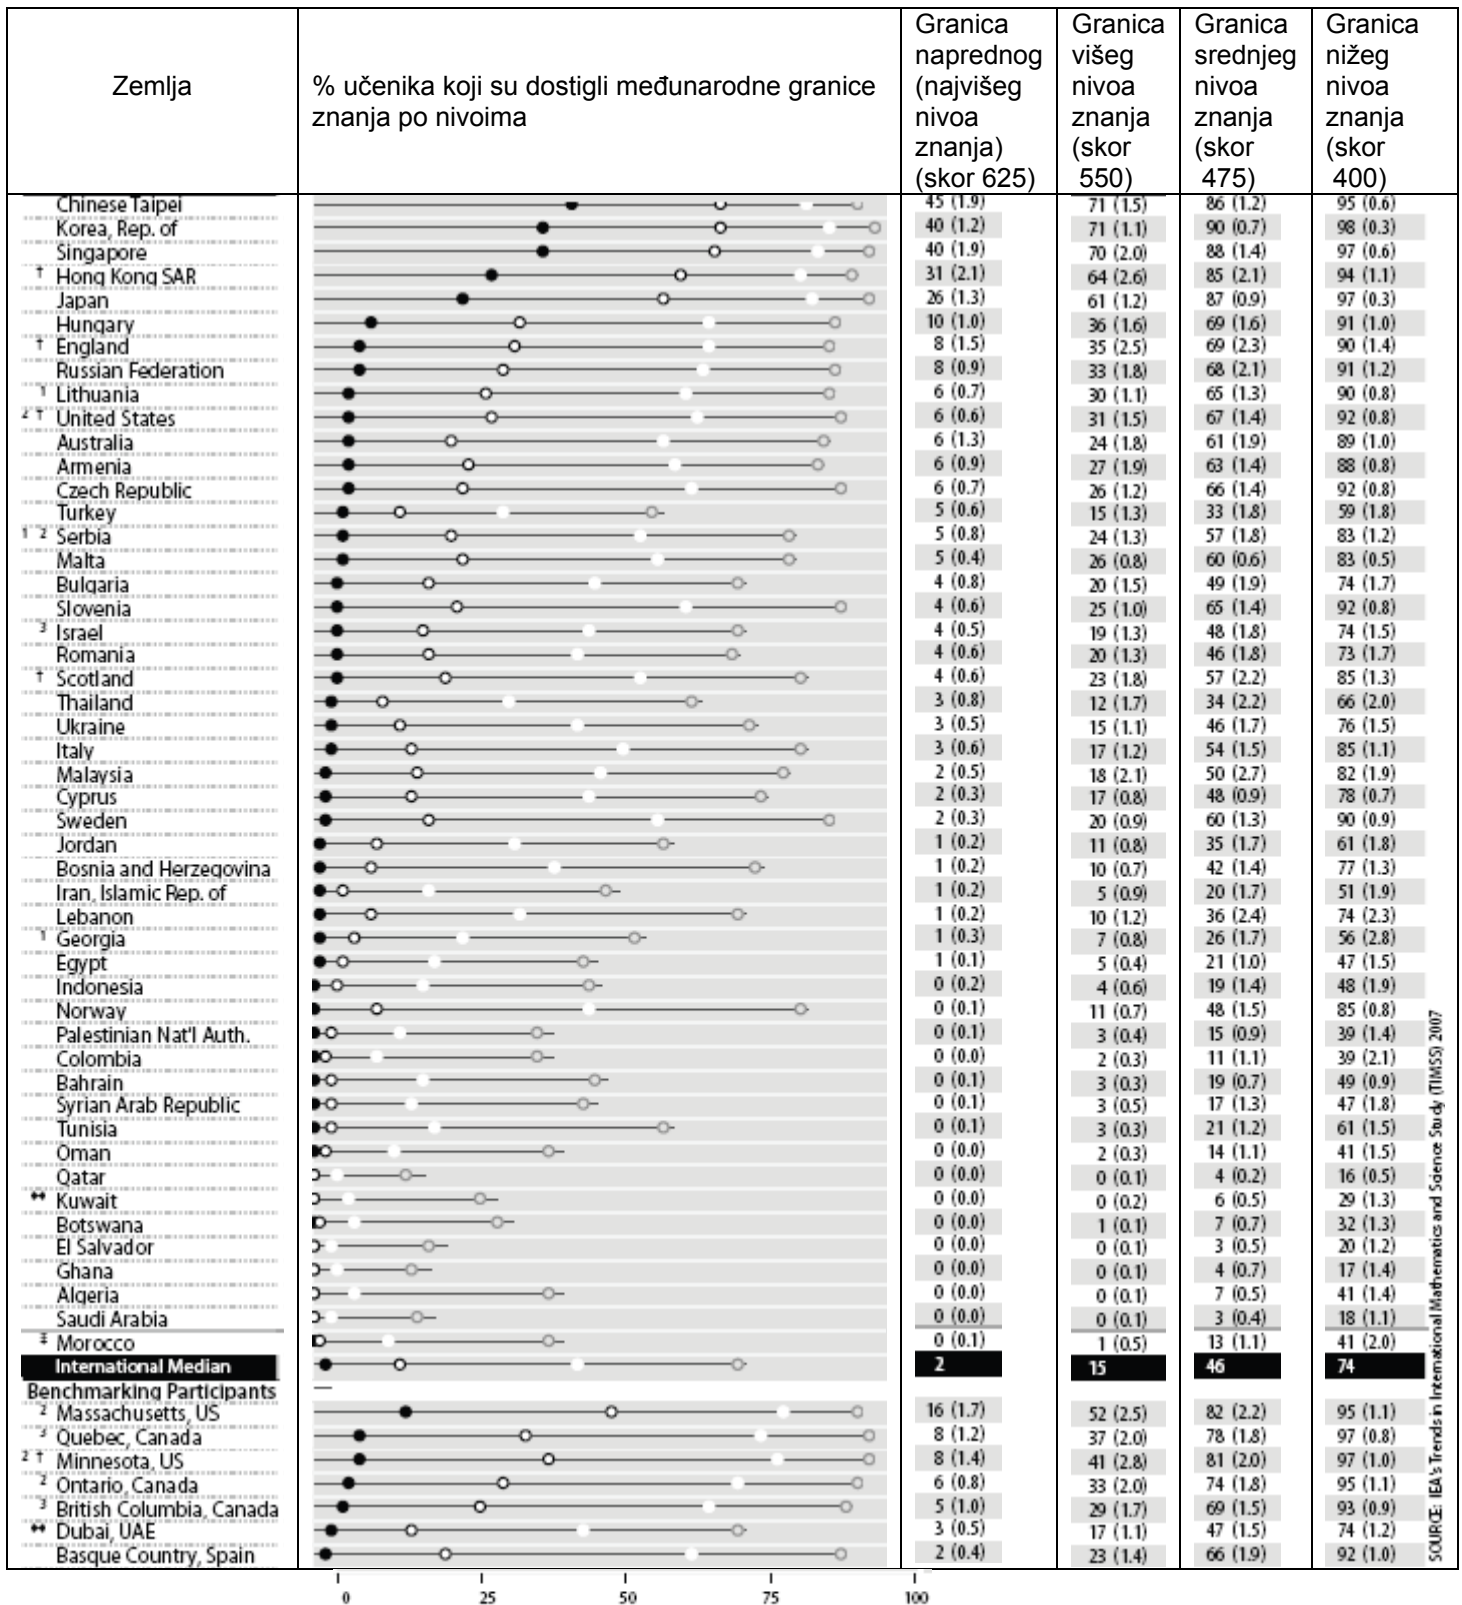 Zemlja
% učenika koji su dostigli međunarodne granice
znanja po nivoima
Granica
naprednog
(najvišeg
nivoa
znanja)
(skor 625)
Granica
višeg
nivoa
znanja
(skor
550)
Granica
srednjeg
nivoa
znanja
(skor
475)
Granica
nižeg
nivoa
znanja
(skor
400)
Chinese Taipei 45 (1.9) 71 (1.5) 86 (1.2) 95 (0.6)
Korea, Rep. of 40 (1.2) 71 (1.1) 90 (0.7) 98 (0.3)
Singapore 40 (1.9) 70 (2.0) 88 (1.4) 97 (0.6)
† Hong Kong SAR 31 (2.1) 64 (2.6) 85 (2.1) 94 (1.1)
Japan 26 (1.3) 61 (1.2) 87 (0.9) 97 (0.3)
Hungary 10 (1.0) 36 (1.6) 69 (1.6) 91 (1.0)
† England 8 (1.5) 35 (2.5) 69 (2.3) 90 (1.4)
Russian Federation 8 (0.9) 33 (1.8) 68 (2.1) 91 (1.2)
1 Lithuania 6 (0.7) 30 (1.1) 65 (1.3) 90 (0.8)
2 † United States 6 (0.6) 31 (1.5) 67 (1.4) 92 (0.8)
Australia 6 (1.3) 24 (1.8) 61 (1.9) 89 (1.0)
Armenia 6 (0.9) 27 (1.9) 63 (1.4) 88 (0.8)
Czech Republic 6 (0.7) 26 (1.2) 66 (1.4) 92 (0.8)
Turkey 5 (0.6) 15 (1.3) 33 (1.8) 59 (1.8)
1 2 Serbia 5 (0.8) 24 (1.3) 57 (1.8) 83 (1.2)
Malta 5 (0.4) 26 (0.8) 60 (0.6) 83 (0.5)
Bulgaria 4 (0.8) 20 (1.5) 49 (1.9) 74 (1.7)
Slovenia 4 (0.6) 25 (1.0) 65 (1.4) 92 (0.8)
3 Israel 4 (0.5) 19 (1.3) 48 (1.8) 74 (1.5)
Romania 4 (0.6) 20 (1.3) 46 (1.8) 73 (1.7)
† Scotland 4 (0.6) 23 (1.8) 57 (2.2) 85 (1.3)
Thailand 3 (0.8) 12 (1.7) 34 (2.2) 66 (2.0)
Ukraine 3 (0.5) 15 (1.1) 46 (1.7) 76 (1.5)
Italy 3 (0.6) 17 (1.2) 54 (1.5) 85 (1.1)
Malaysia 2 (0.5) 18 (2.1) 50 (2.7) 82 (1.9)
Cyprus 2 (0.3) 17 (0.8) 48 (0.9) 78 (0.7)
Sweden 2 (0.3) 20 (0.9) 60 (1.3) 90 (0.9)
Jordan 1 (0.2) 11 (0.8) 35 (1.7) 61 (1.8)
Bosnia and Herzegovina 1 (0.2) 10 (0.7) 42 (1.4) 77 (1.3)
Iran, Islamic Rep. of 1 (0.2) 5 (0.9) 20 (1.7) 51 (1.9)
Lebanon 1 (0.2) 10 (1.2) 36 (2.4) 74 (2.3)
1 Georgia 1 (0.3) 7 (0.8) 26 (1.7) 56 (2.8)
Egypt 1 (0.1) 5 (0.4) 21 (1.0) 47 (1.5)
Indonesia 0 (0.2) 4 (0.6) 19 (1.4) 48 (1.9)
Norway 0 (0.1) 11 (0.7) 48 (1.5) 85 (0.8)
Palestinian Nat'l Auth. 0 (0.1) 3 (0.4) 15 (0.9) 39 (1.4)
Colombia 0 (0.0) 2 (0.3) 11 (1.1) 39 (2.1)
Bahrain 0 (0.1) 3 (0.3) 19 (0.7) 49 (0.9)
Syrian Arab Republic 0 (0.1) 3 (0.5) 17 (1.3) 47 (1.8)
Tunisia 0 (0.1) 3 (0.3) 21 (1.2) 61 (1.5)
Oman 0 (0.0) 2 (0.3) 14 (1.1) 41 (1.5)
Qatar 0 (0.0) 0 (0.1) 4 (0.2) 16 (0.5)
Kuwait 0 (0.0) 0 (0.2) 6 (0.5) 29 (1.3)
Botswana 0 (0.0) 1 (0.1) 7 (0.7) 32 (1.3)
El Salvador 0 (0.0) 0 (0.1) 3 (0.5) 20 (1.2)
Ghana 0 (0.0) 0 (0.1) 4 (0.7) 17 (1.4)
Algeria 0 (0.0) 0 (0.1) 7 (0.5) 41 (1.4)
Saudi Arabia 0 (0.0) 0 (0.1) 3 (0.4) 18 (1.1)
‡ Morocco 0 (0.1) 1 (0.5) 13 (1.1) 41 (2.0)
International Median 2 15 46 74
Benchmarking Participants
2 Massachusetts, US 16 (1.7) 52 (2.5) 82 (2.2) 95 (1.1)
3 Quebec, Canada 8 (1.2) 37 (2.0) 78 (1.8) 97 (0.8)
2 † Minnesota, US 8 (1.4) 41 (2.8) 81 (2.0) 97 (1.0)
2 Ontario, Canada 6 (0.8) 33 (2.0) 74 (1.8) 95 (1.1)
3 British Columbia, Canada 5 (1.0) 29 (1.7) 69 (1.5) 93 (0.9)
Dubai, UAE 3 (0.5) 17 (1.1) 47 (1.5) 74 (1.2)
Basque Country, Spain 2 (0.4) 23 (1.4) 66 (1.9) 92 (1.0)
0 25 50 75 100
SOURCE: IEA's Trends in International Mathematics and Science Study (TIMSS) 2007